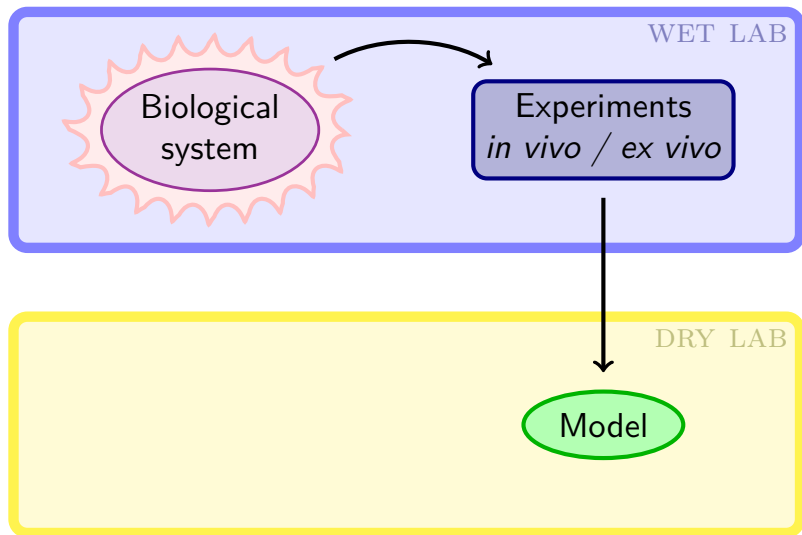 WET LAB
Biological
system
Experiments
in vivo / ex vivo
DRY LAB
Model